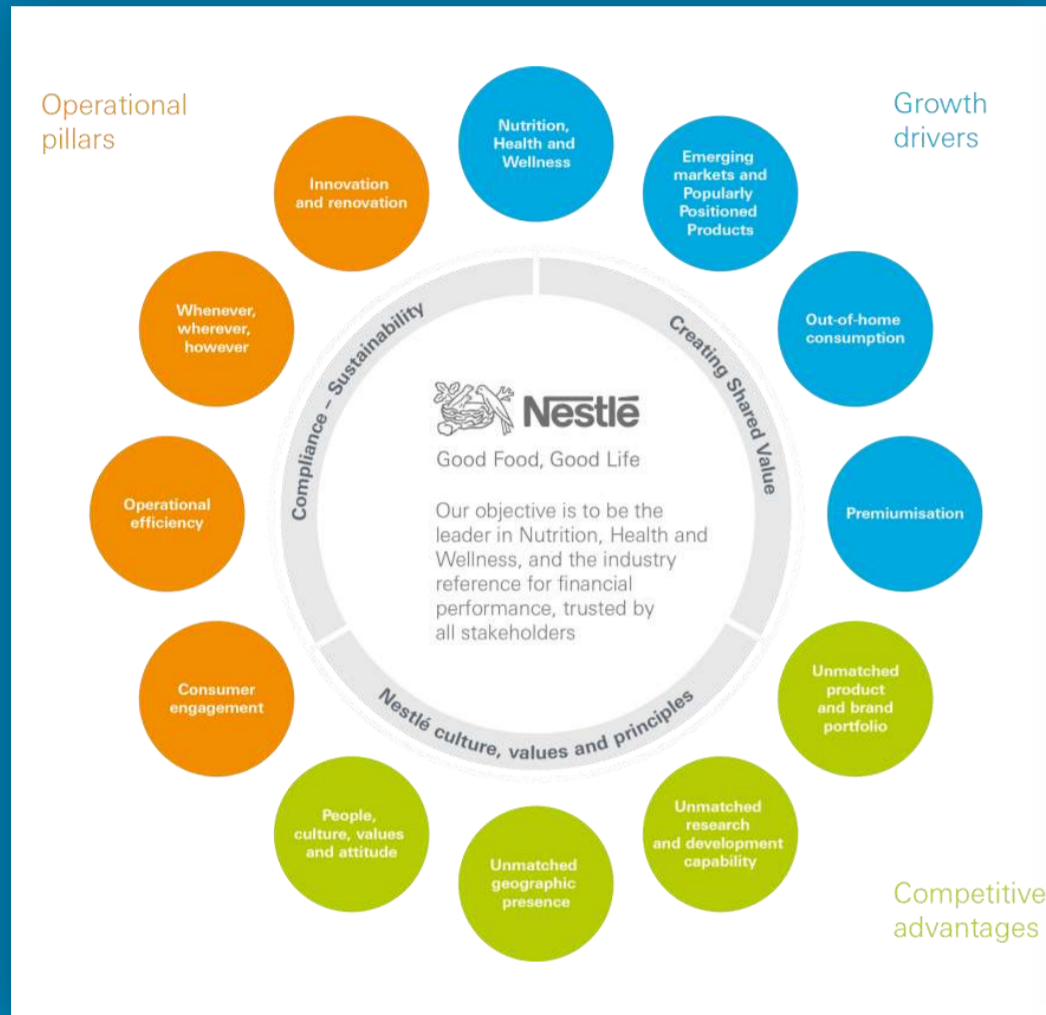 Operational
pillars
Growth
drivers
Nutrition,
Health and
Wellness
Emerging
markets and
Popularly
Positioned
Products
Out-of-home
consumption
Premiumisation
Unmatched
product
and brand
portfolio
Unmatched
research
and development
capability
Unmatched
geographic
presence
People,
culture, values
and attitude
Consumer
engagement
Operational
efficiency
Whenever,
wherever,
however
Innovation
and renovation
Compliance – Sustainability
Creating Shared Value
Nestlé culture, values and principles
Nestlé
Good Food, Good Life
Our objective is to be the
leader in Nutrition, Health and
Wellness, and the industry
reference for financial
performance, trusted by
all stakeholders
Competitive
advantages